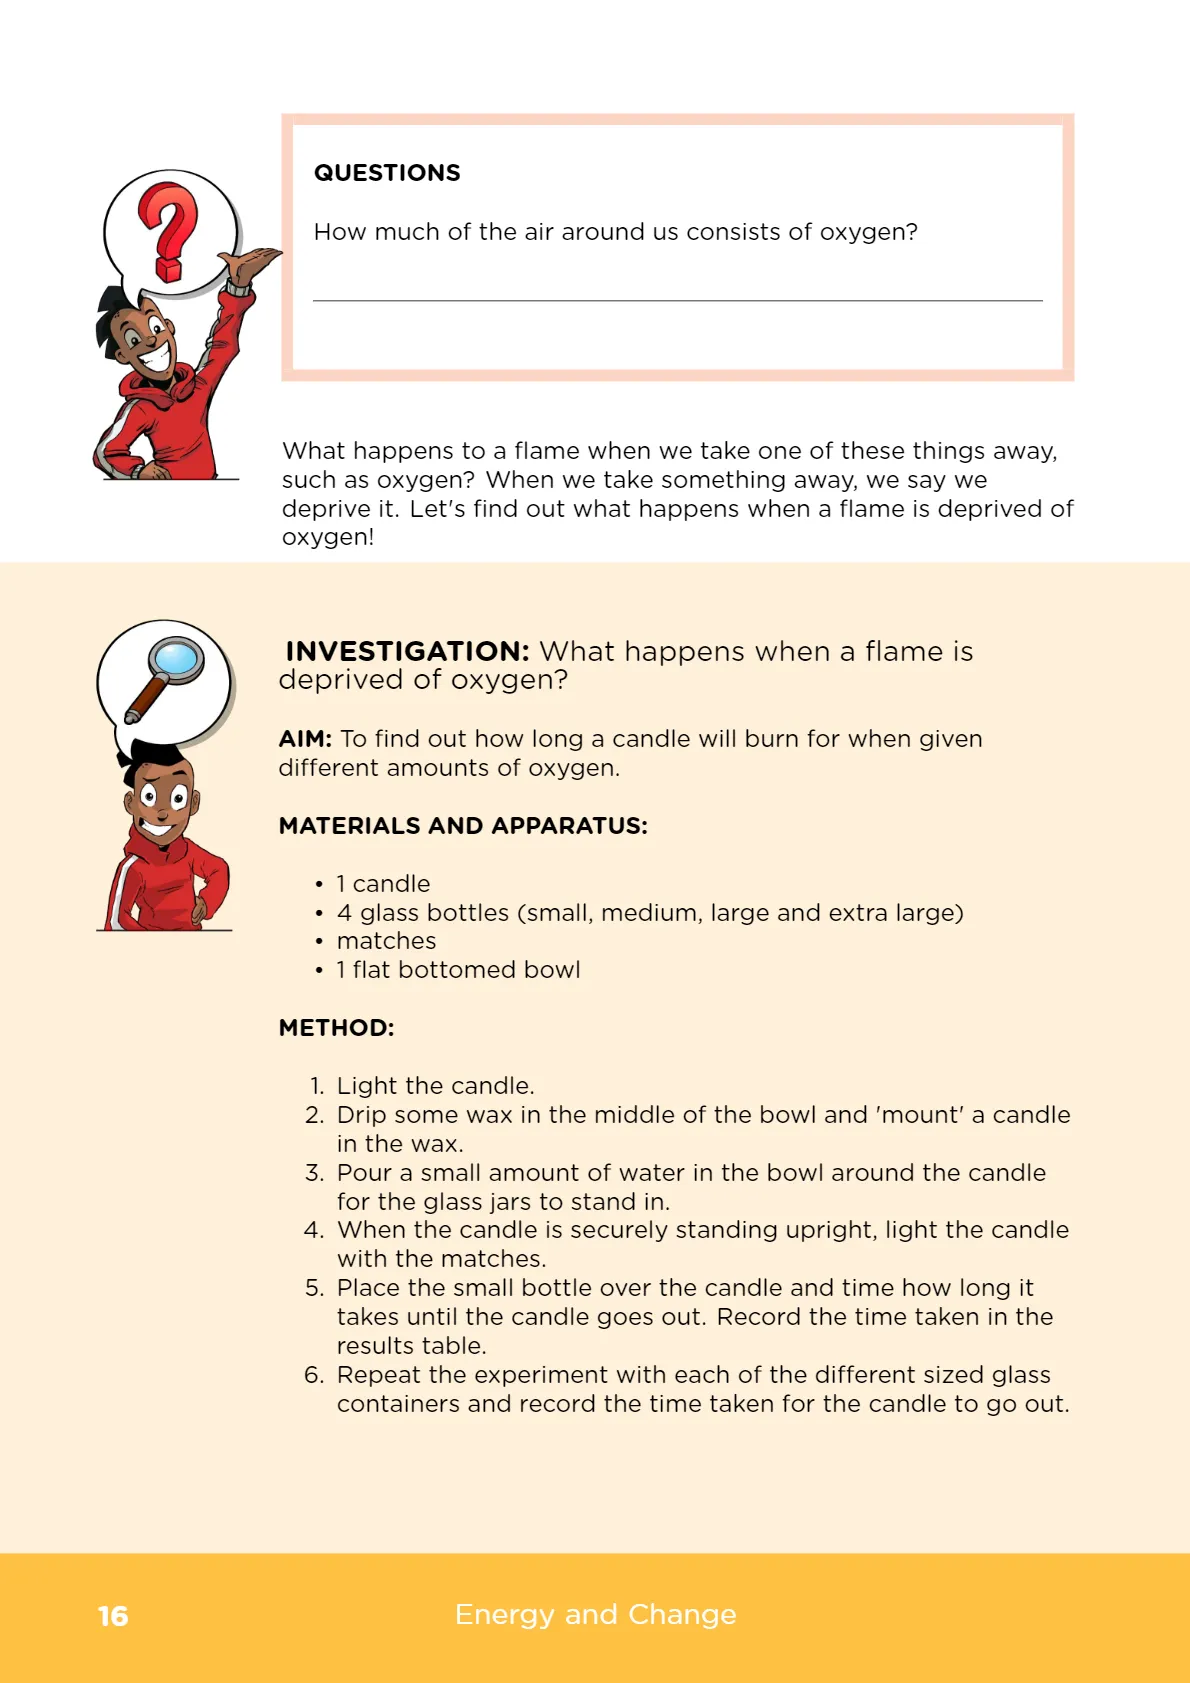 QUESTIONS
How much of the air around us consists of oxygen?
What happens to a flame when we take one of these things away,
such as oxygen? When we take something away, we say we
deprive it. Let's find out what happens when a flame is deprived of
oxygen!
INVESTIGATION: What happens when a flame is
deprived of oxygen?
AIM: To find out how long a candle will burn for when given
different amounts of oxygen.
MATERIALS AND APPARATUS:
• 1 candle
• 4 glass bottles (small, medium, large and extra large)
• matches
• 1 flat bottomed bowl
METHOD:
1. Light the candle.
2. Drip some wax in the middle of the bowl and 'mount' a candle
in the wax.
3. Pour a small amount of water in the bowl around the candle
for the glass jars to stand in.
4. When the candle is securely standing upright, light the candle
with the matches.
5. Place the small bottle over the candle and time how long it
takes until the candle goes out. Record the time taken in the
results table.
6. Repeat the experiment with each of the different sized glass
containers and record the time taken for the candle to go out.
16 Energy and Change